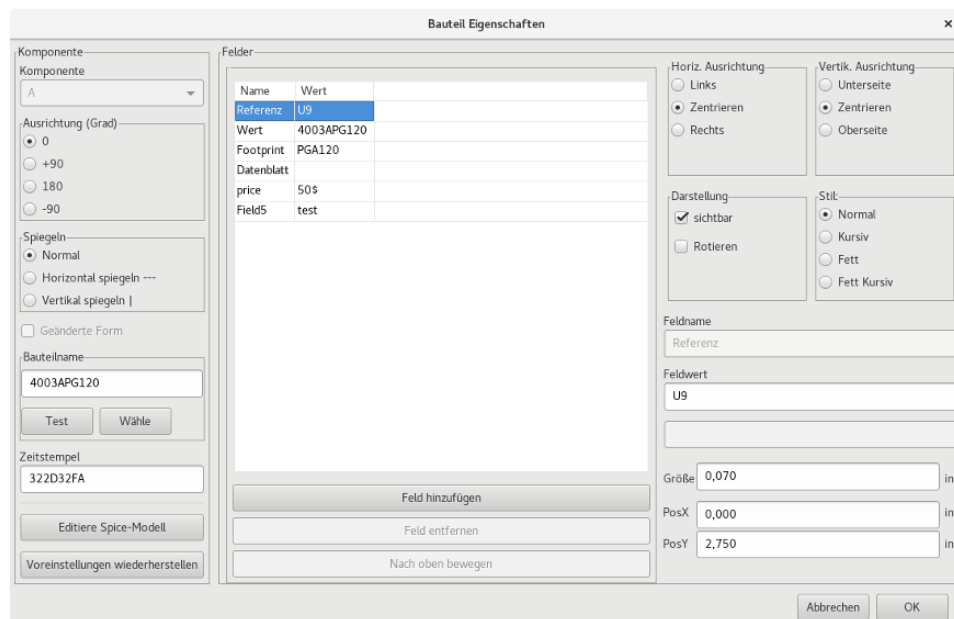 Bauteil Eigenschaften
×
Komponente
Komponente
A
Ausrichtung (Grad)
0
+90
180
-90
Spiegeln
Normal
Horizontal spiegeln ---
Vertikal spiegeln |
Geänderte Form
Bauteilname
4003APG120
Test
Wähle
Zeitstempel
322D32FA
Editiere Spice-Modell
Voreinstellungen wiederherstellen
Felder
Name Wert
Referenz U9
Wert 4003APG120
Footprint PGA120
Datenblatt
price 50$
Field5 test
Feld hinzufügen
Feld entfernen
Nach oben bewegen
Horiz. Ausrichtung
Links
Zentrieren
Rechts
Vertik. Ausrichtung
Unterseite
Zentrieren
Oberseite
Darstellung
sichtbar
Rotieren
Stil:
Normal
Kursiv
Fett
Fett Kursiv
Feldname
Referenz
Feldwert
U9
Größe 0,070 in
PosX 0,000 in
PosY 2,750 in
Abbrechen
OK